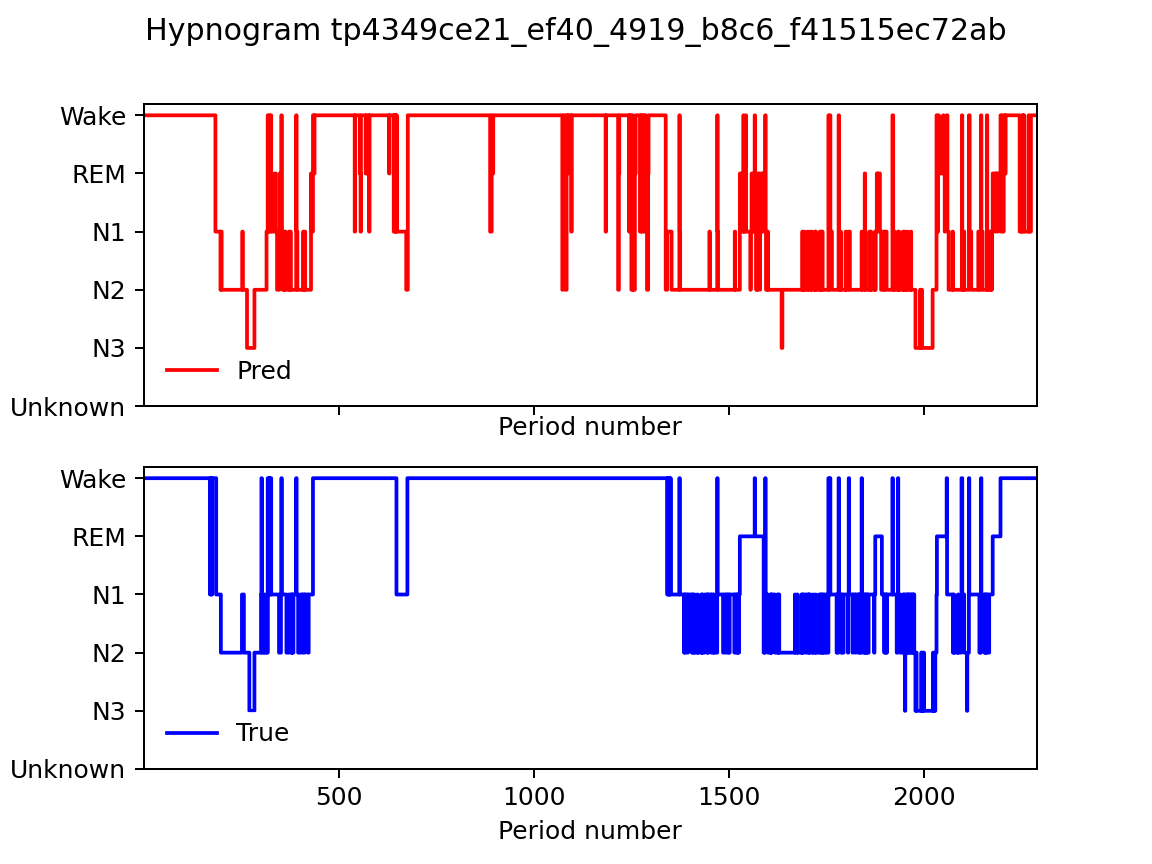 Hypnogram tp4349ce21_ef40_4919_b8c6_f41515ec72ab
Wake
REM
N1
N2
N3
Unknown
Pred
Period number
Wake
REM
N1
N2
N3
Unknown
True
500 1000 1500 2000
Period number